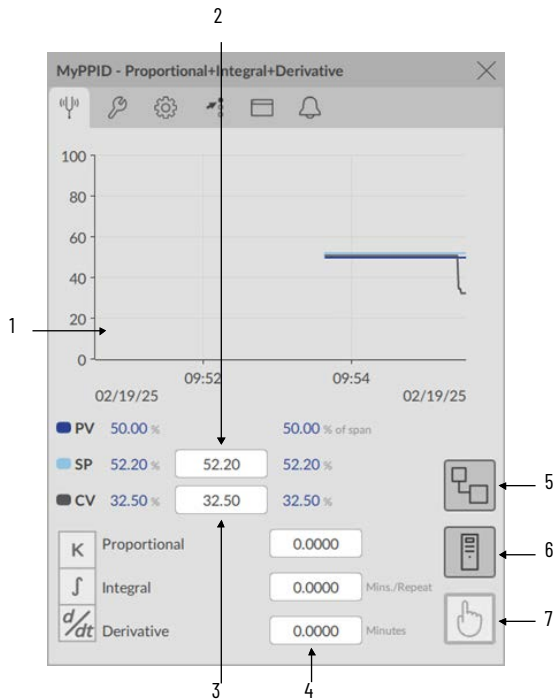 2
MyPPID - Proportional+Integral+Derivative
100
80
60
40
20
0
1
09:52
09:54
02/19/25
02/19/25
PV 50.00 % 50.00 % of span
SP 52.20 % 52.20 52.20 %
CV 32.50 % 32.50 32.50 %
5
K Proportional 0.0000
6
∫ Integral 0.0000 Mins./Repeat
d/dt Derivative 0.0000 Minutes
7
3
4